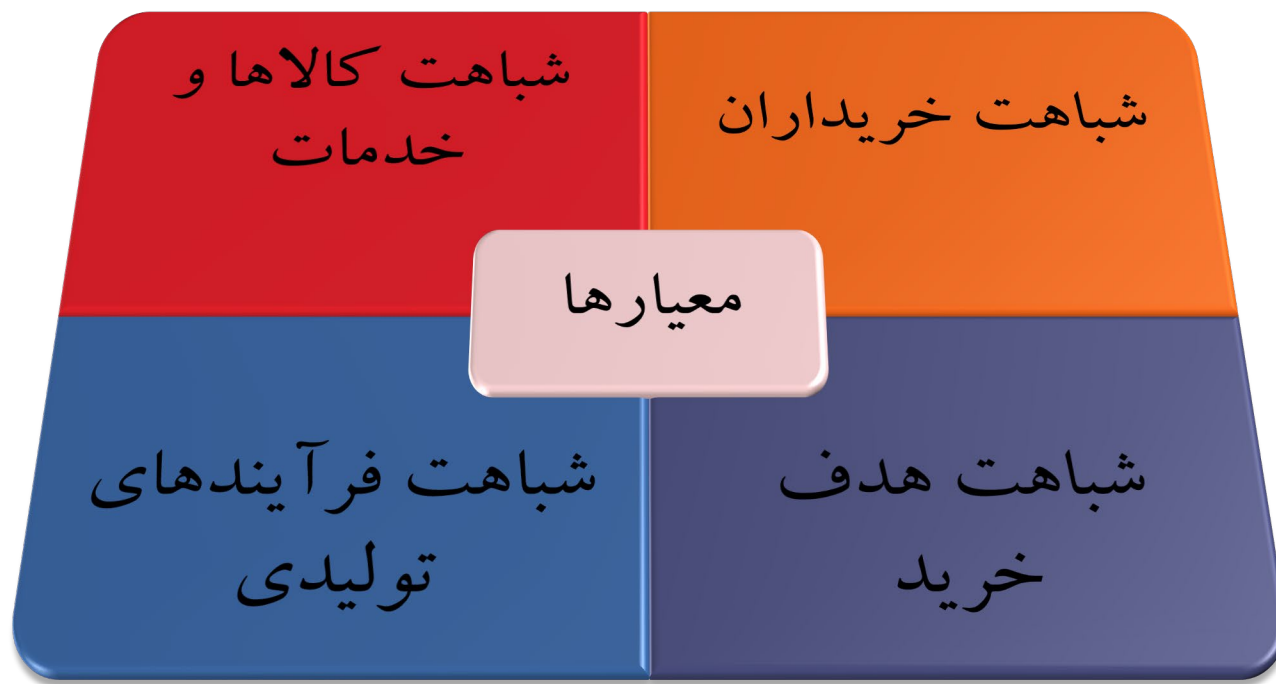 شباهت خریداران
شباهت کالاها و
خدمات
معیارها
شباهت هدف
خرید
شباهت فرآیندهای
تولیدی